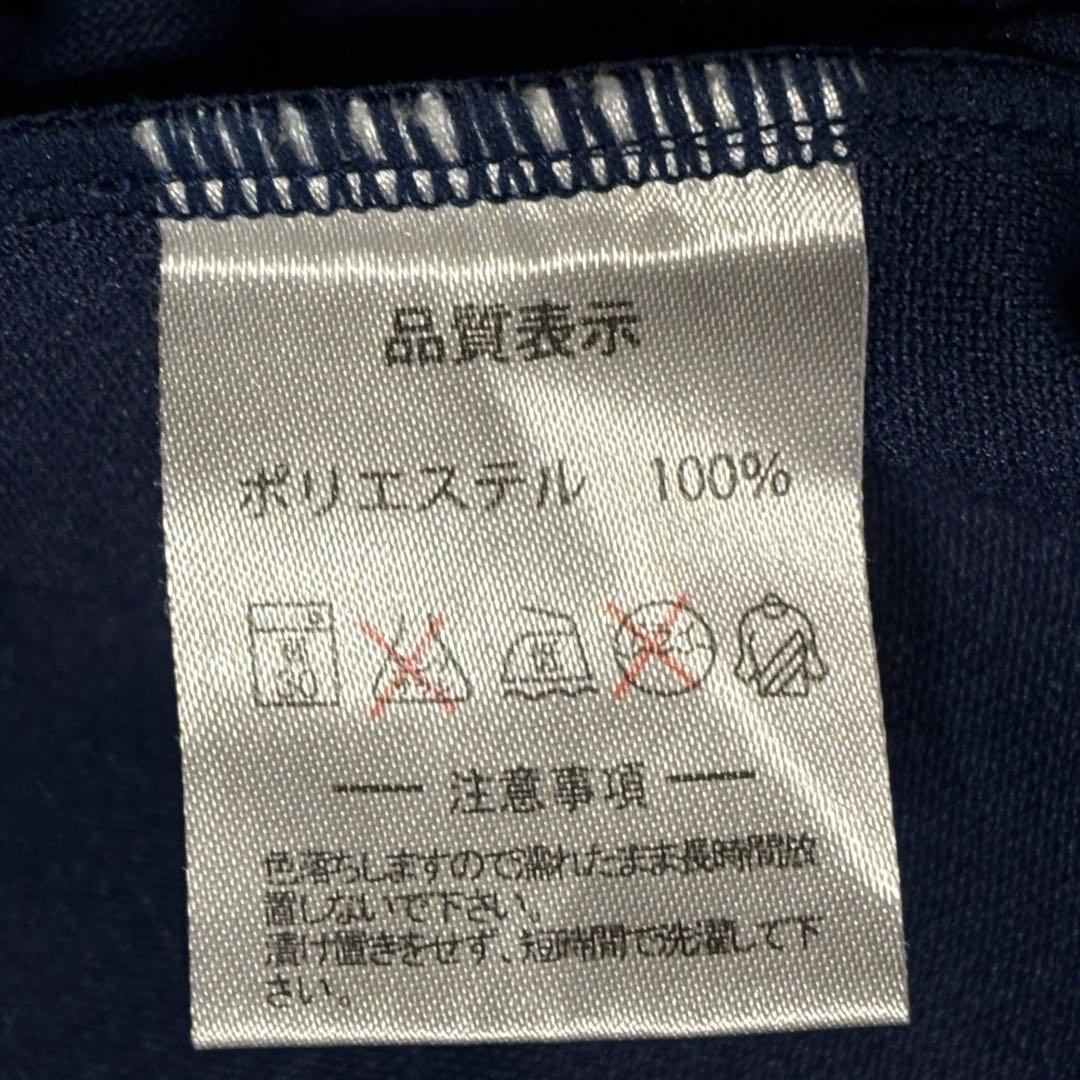 品質表示
ポリエステル 100%
弱
30
低
注意事項
色落ちしますので濡れたまま長時間放
置しないで下さい。
漬け置きをせず、短時間で洗濯して下
さい。